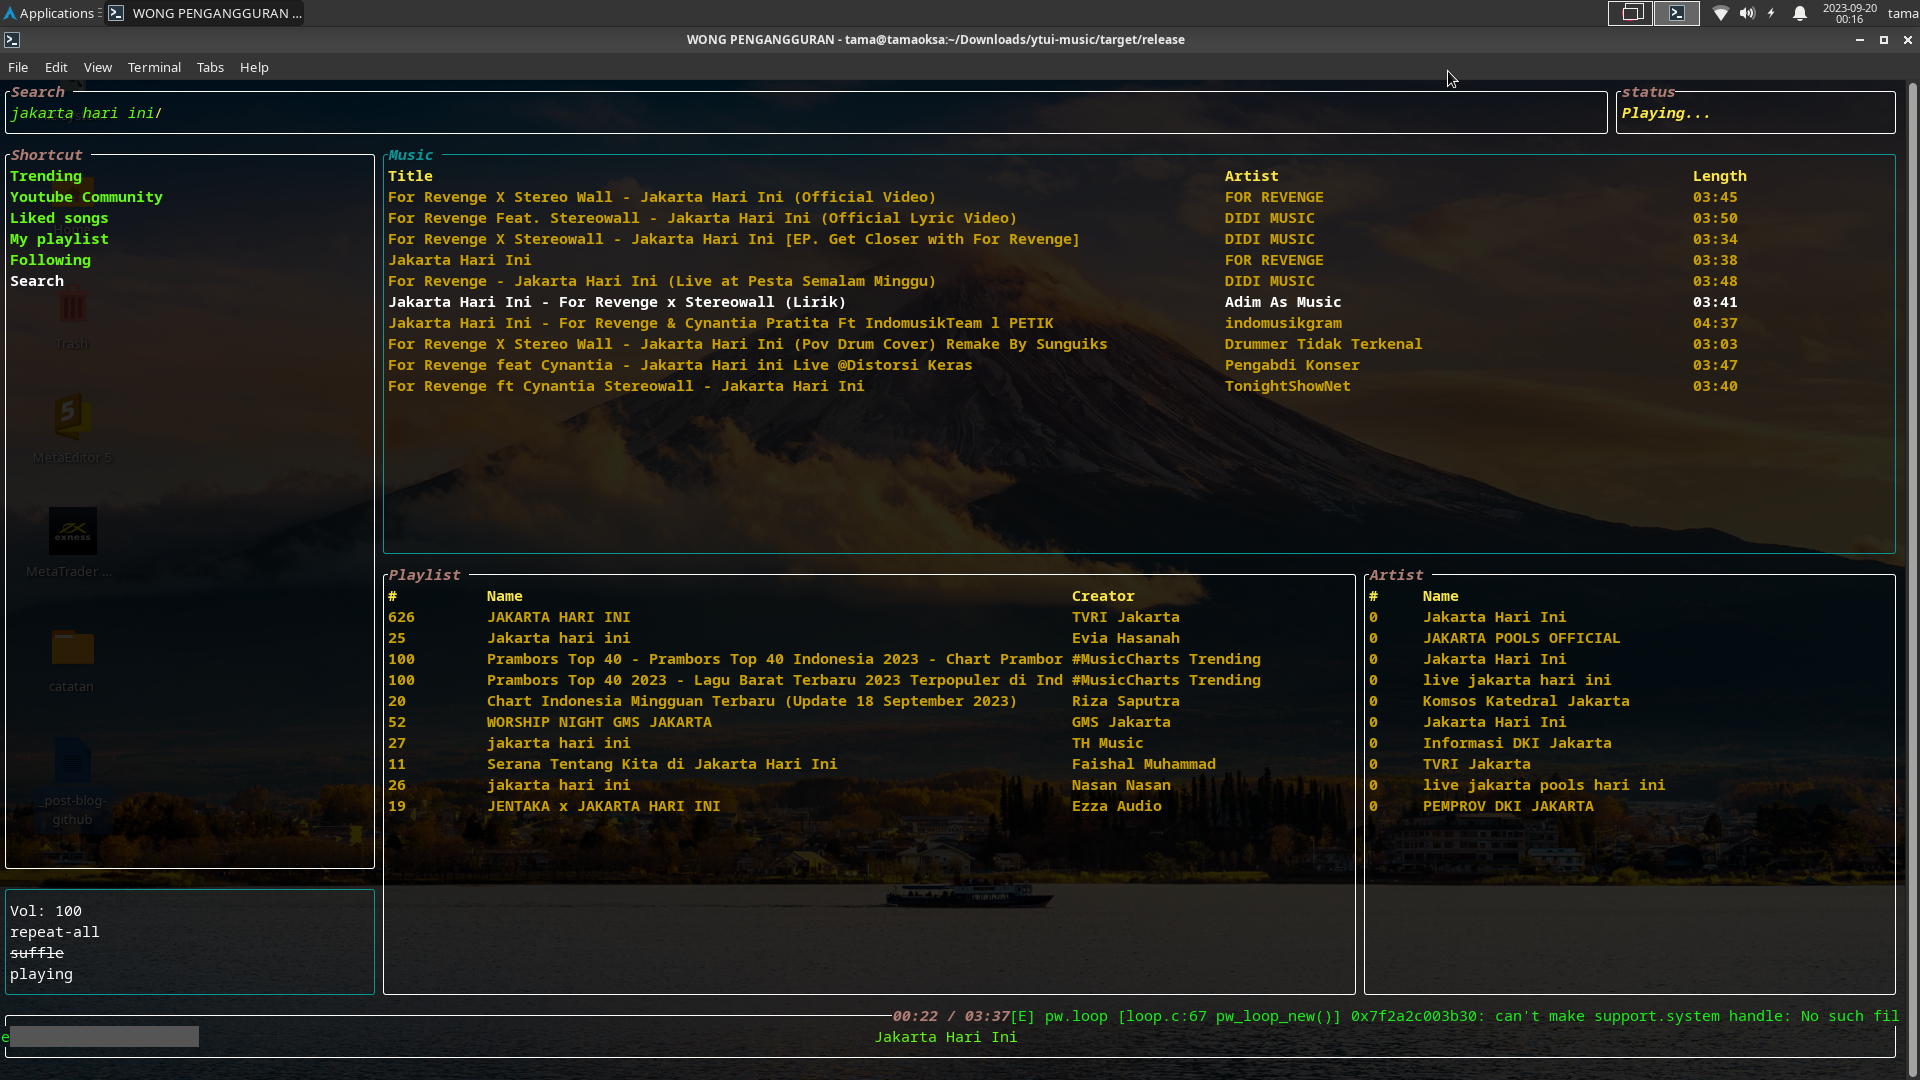 Applications
WONG PENGANGGURAN ...
2023-09-20
00:16
tama
WONG PENGANGGURAN - tama@tamaoksa:~/Downloads/ytui-music/target/release
File Edit View Terminal Tabs Help
Search
jakarta hari ini/
status
Playing...
Shortcut
Trending
Youtube Community
Liked songs
My playlist
Following
Search
Home
Trash
MetaEditor 5
exness
MetaTrader ...
catatan
_post-blog-
github
Music
Title Artist Length
For Revenge X Stereo Wall - Jakarta Hari Ini (Official Video) FOR REVENGE 03:45
For Revenge Feat. Stereowall - Jakarta Hari Ini (Official Lyric Video) DIDI MUSIC 03:50
For Revenge X Stereowall - Jakarta Hari Ini [EP. Get Closer with For Revenge] DIDI MUSIC 03:34
Jakarta Hari Ini FOR REVENGE 03:38
For Revenge - Jakarta Hari Ini (Live at Pesta Semalam Minggu) DIDI MUSIC 03:48
Jakarta Hari Ini - For Revenge x Stereowall (Lirik) Adim As Music 03:41
Jakarta Hari Ini - For Revenge & Cynantia Pratita Ft IndomusikTeam l PETIK indomusikgram 04:37
For Revenge X Stereo Wall - Jakarta Hari Ini (Pov Drum Cover) Remake By Sunguiks Drummer Tidak Terkenal 03:03
For Revenge feat Cynantia - Jakarta Hari ini Live @Distorsi Keras Pengabdi Konser 03:47
For Revenge ft Cynantia Stereowall - Jakarta Hari Ini TonightShowNet 03:40
Playlist
# Name Creator
626 JAKARTA HARI INI TVRI Jakarta
25 Jakarta hari ini Evia Hasanah
100 Prambors Top 40 - Prambors Top 40 Indonesia 2023 - Chart Prambor #MusicCharts Trending
100 Prambors Top 40 2023 - Lagu Barat Terbaru 2023 Terpopuler di Ind #MusicCharts Trending
20 Chart Indonesia Mingguan Terbaru (Update 18 September 2023) Riza Saputra
52 WORSHIP NIGHT GMS JAKARTA GMS Jakarta
27 jakarta hari ini TH Music
11 Serana Tentang Kita di Jakarta Hari Ini Faishal Muhammad
26 jakarta hari ini Nasan Nasan
19 JENTAKA x JAKARTA HARI INI Ezza Audio
Artist
# Name
0 Jakarta Hari Ini
0 JAKARTA POOLS OFFICIAL
0 Jakarta Hari Ini
0 live jakarta hari ini
0 Komsos Katedral Jakarta
0 Jakarta Hari Ini
0 Informasi DKI Jakarta
0 TVRI Jakarta
0 live jakarta pools hari ini
0 PEMPROV DKI JAKARTA
Vol: 100
repeat-all
suffle
playing
00:22 / 03:37[E] pw.loop [loop.c:67 pw_loop_new()] 0x7f2a2c003b30: can't make support.system handle: No such fil
e
Jakarta Hari Ini